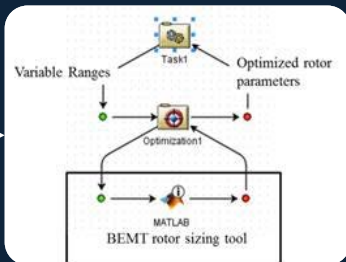 Task1
Variable Ranges
Optimized rotor
parameters
Optimization1
MATLAB
BEMT rotor sizing tool